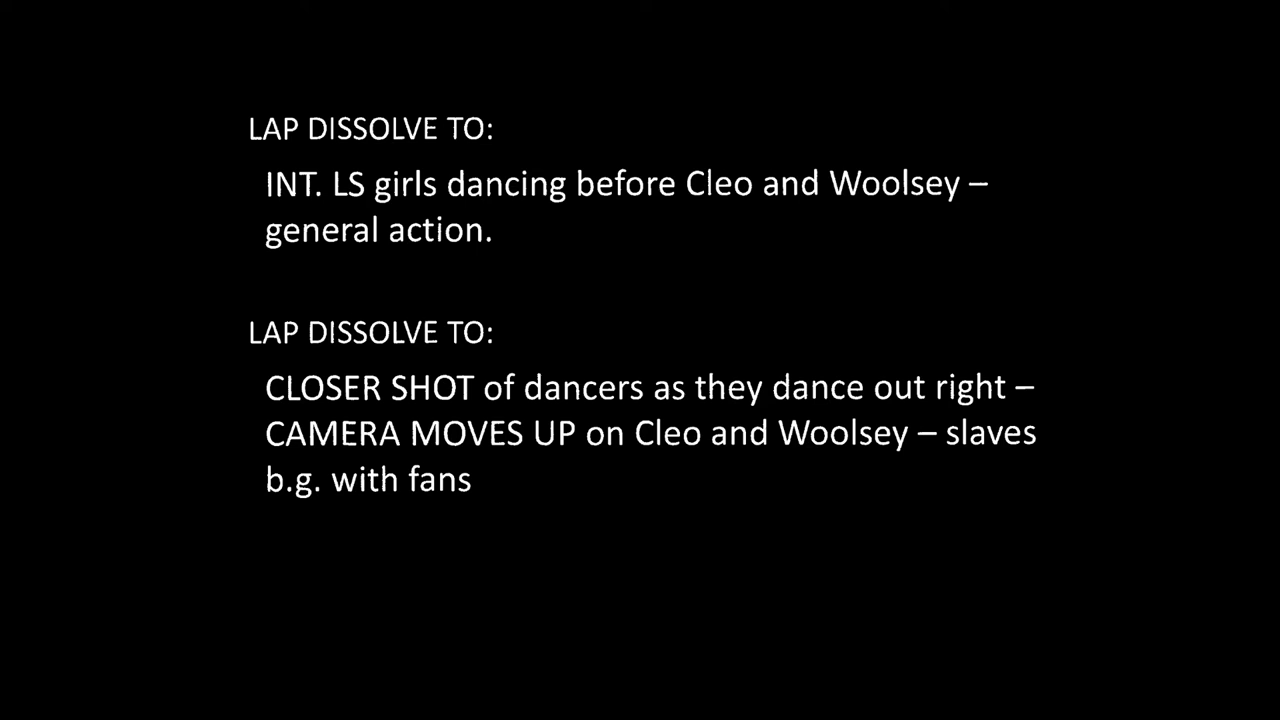 LAP DISSOLVE TO:
INT. LS girls dancing before Cleo and Woolsey –
general action.
LAP DISSOLVE TO:
CLOSER SHOT of dancers as they dance out right –
CAMERA MOVES UP on Cleo and Woolsey – slaves
b.g. with fans